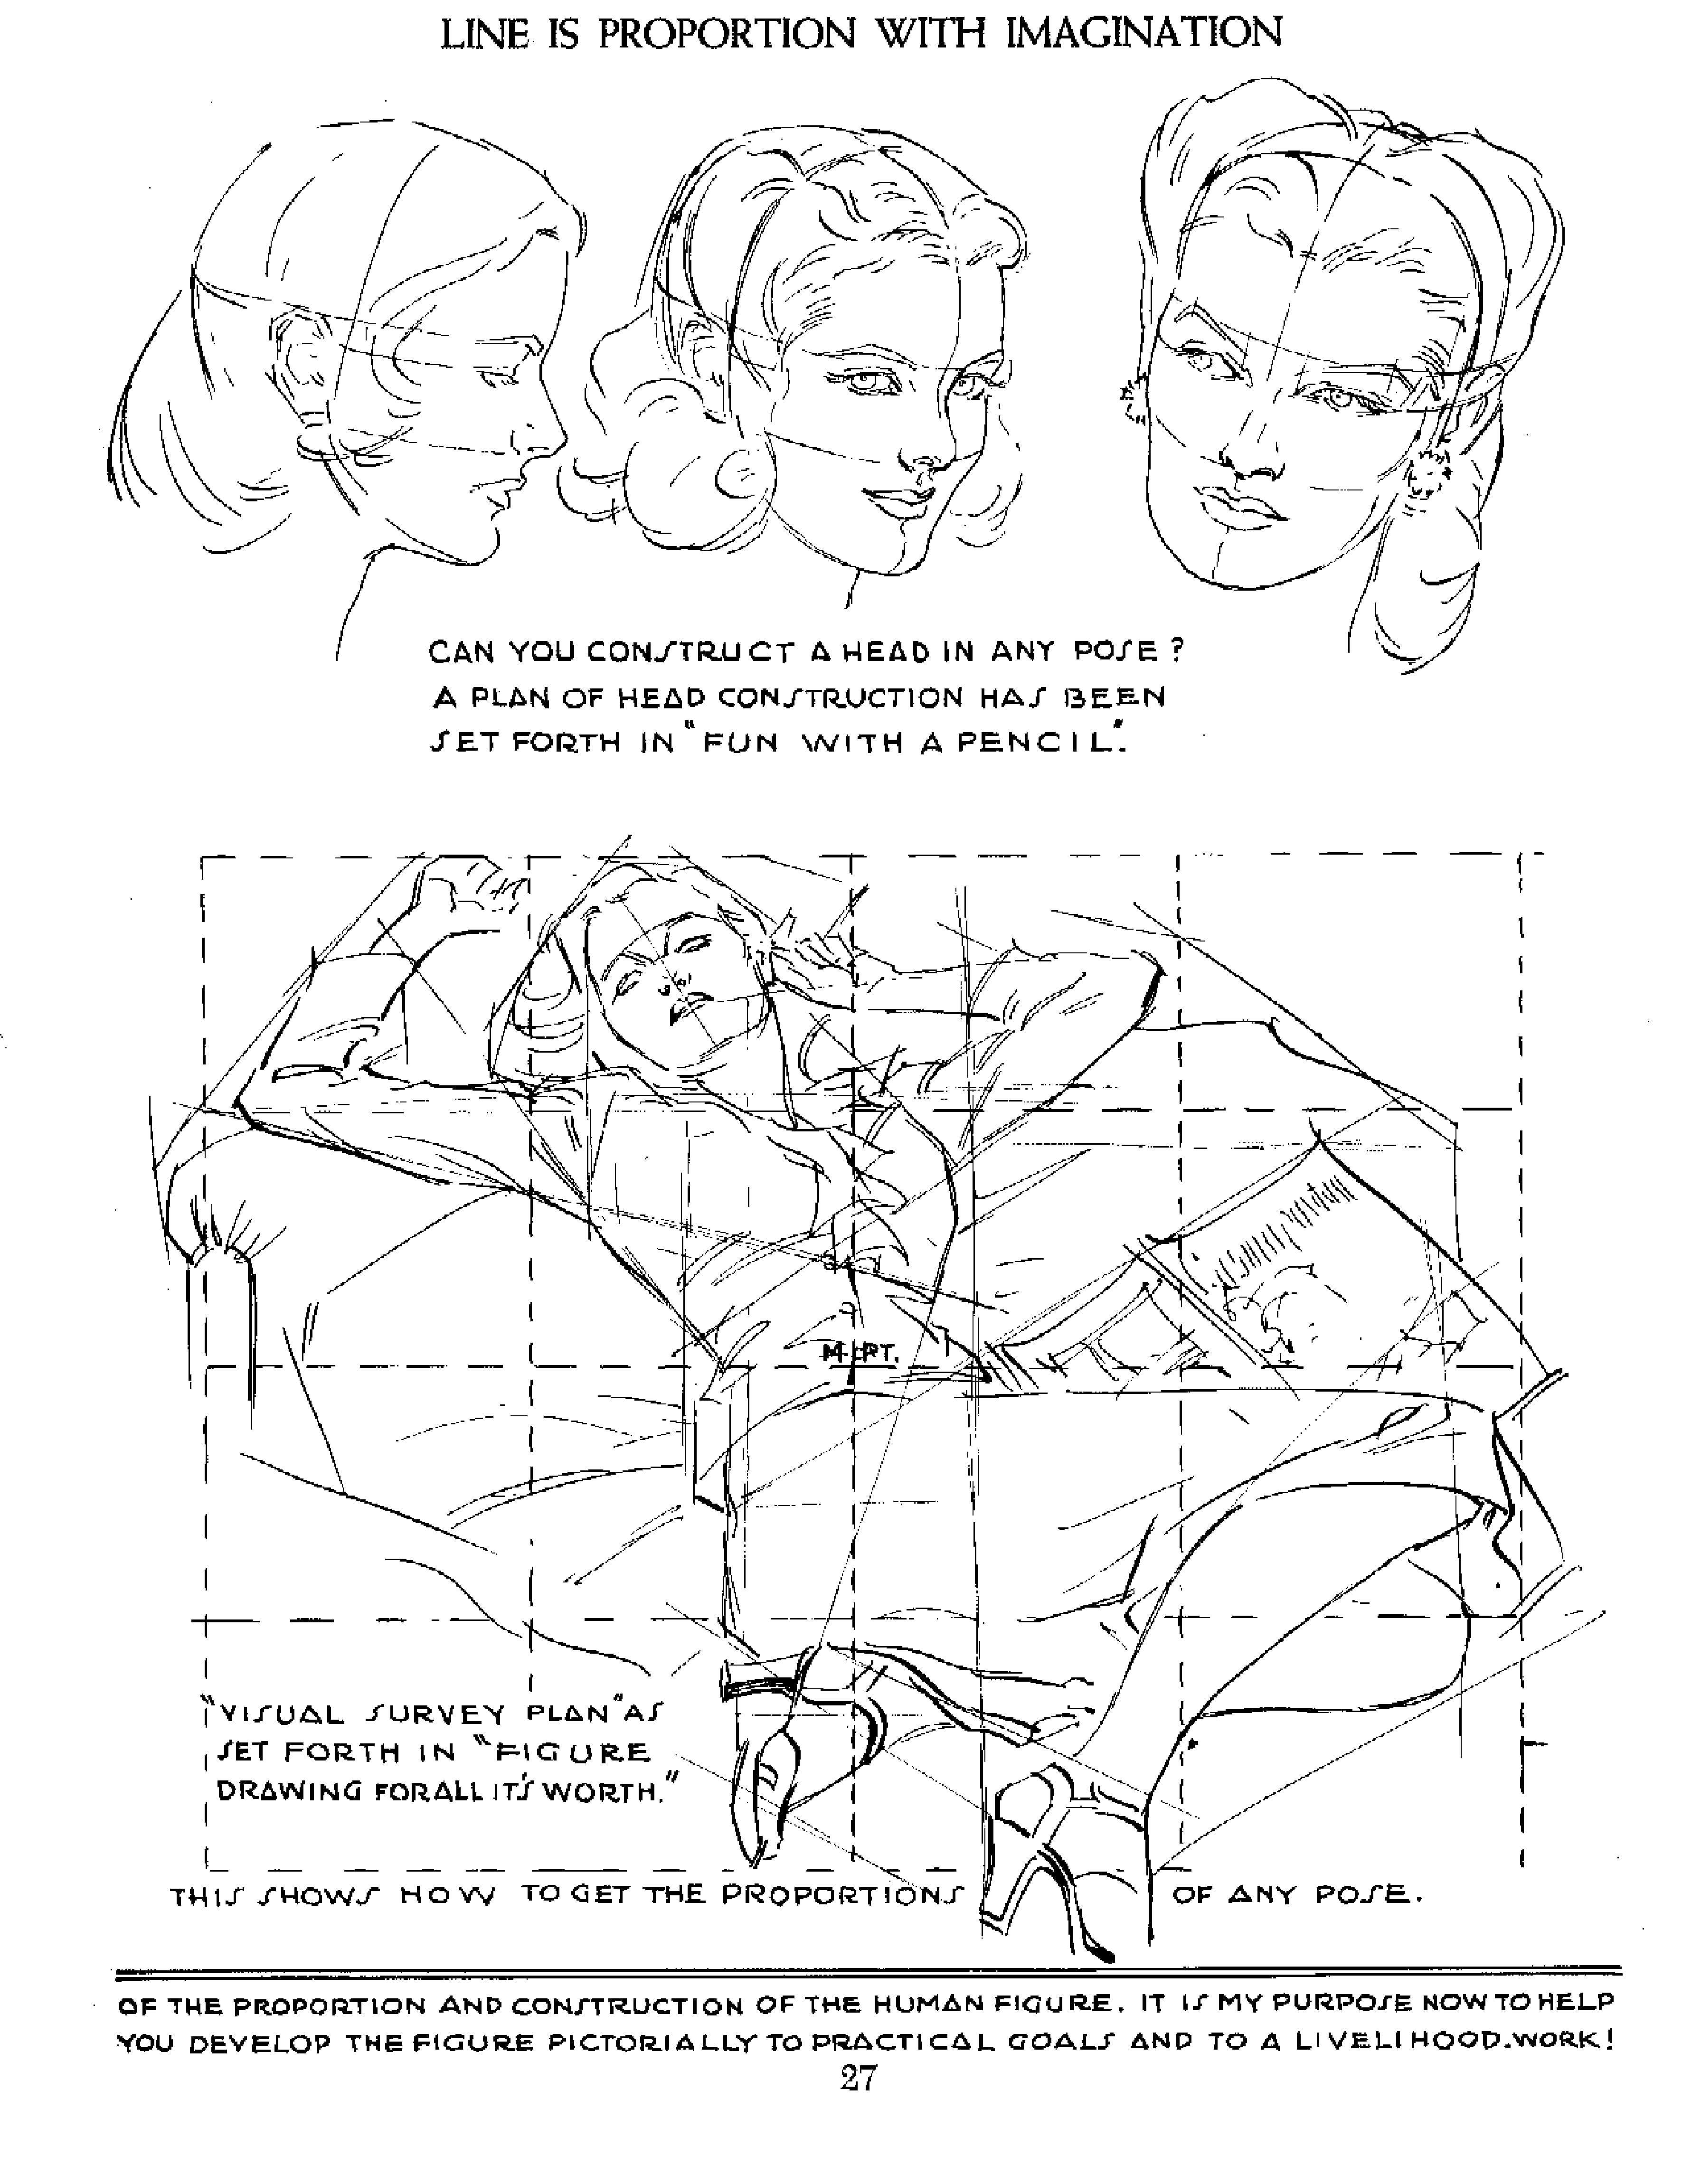 LINE IS PROPORTION WITH IMAGINATION
CAN YOU CONSTRUCT A HEAD IN ANY POSE?
A PLAN OF HEAD CONSTRUCTION HAS BEEN
SET FORTH IN "FUN WITH A PENCIL".
M. PT.
"VISUAL SURVEY PLAN" AS
SET FORTH IN "FIGURE
DRAWING FOR ALL IT'S WORTH."
THIS SHOWS HOW TO GET THE PROPORTIONS OF ANY POSE.
OF THE PROPORTION AND CONSTRUCTION OF THE HUMAN FIGURE. IT IS MY PURPOSE NOW TO HELP
YOU DEVELOP THE FIGURE PICTORIALLY TO PRACTICAL GOALS AND TO A LIVELIHOOD. WORK!
27